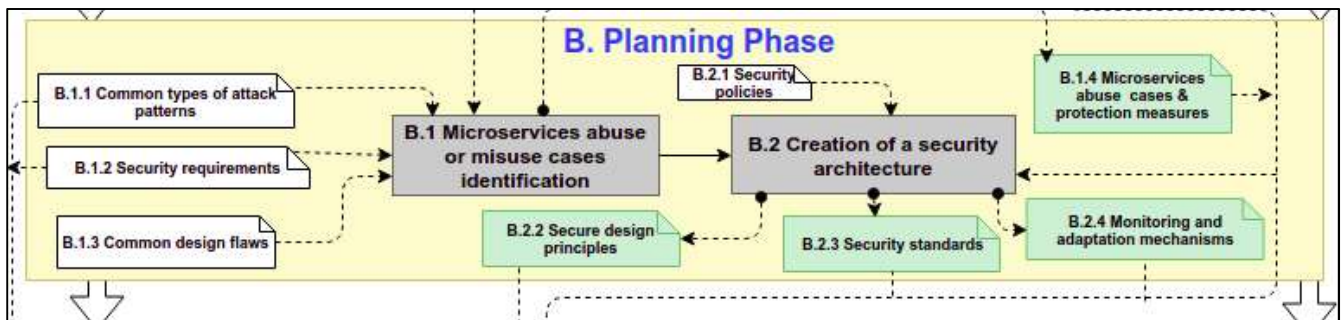 B. Planning Phase
B.1.1 Common types of attack
patterns
B.1.2 Security requirements
B.1.3 Common design flaws
B.1 Microservices abuse
or misuse cases
identification
B.2.1 Security
policies
B.2 Creation of a security
architecture
B.1.4 Microservices
abuse cases &
protection measures
B.2.2 Secure design
principles
B.2.3 Security standards
B.2.4 Monitoring and
adaptation mechanisms